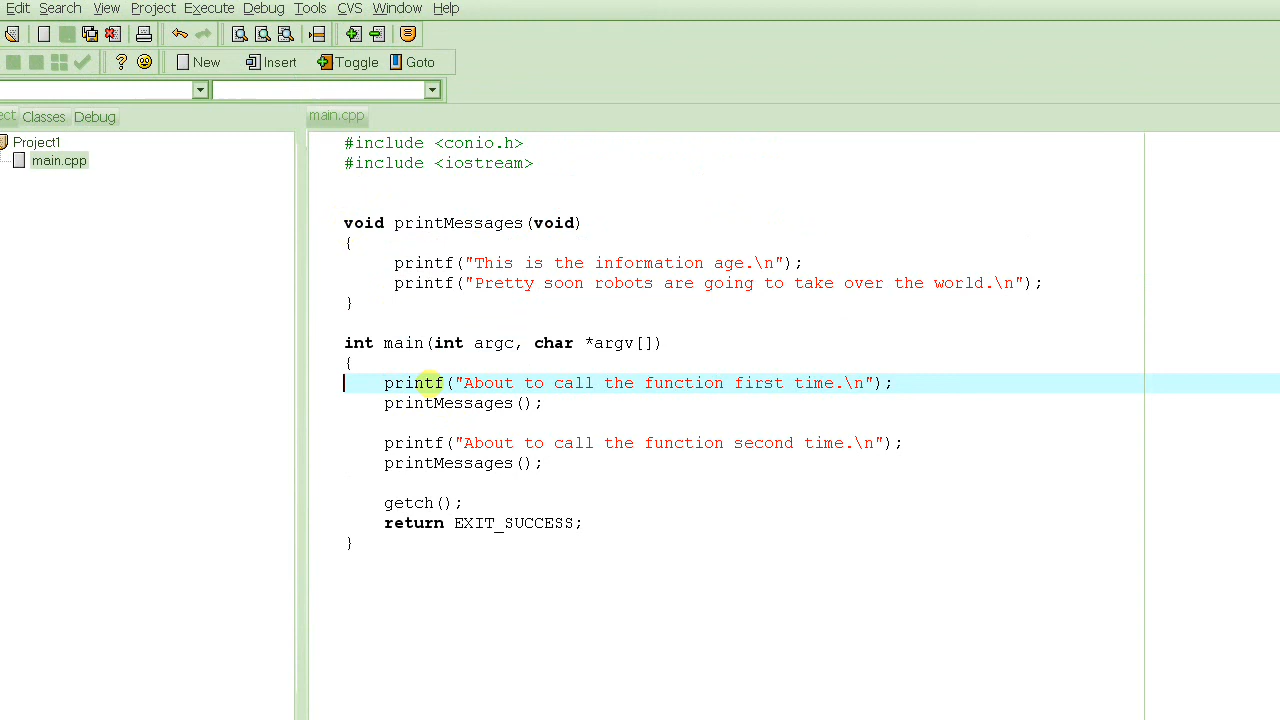 Edit Search View Project Execute Debug Tools CVS Window Help
New Insert Toggle Goto
ect Classes Debug
main.cpp
Project1
main.cpp
#include <conio.h>
#include <iostream>
void printMessages(void)
{
printf("This is the information age.\n");
printf("Pretty soon robots are going to take over the world.\n");
}
int main(int argc, char *argv[])
{
printf("About to call the function first time.\n");
printMessages();
printf("About to call the function second time.\n");
printMessages();
getch();
return EXIT_SUCCESS;
}